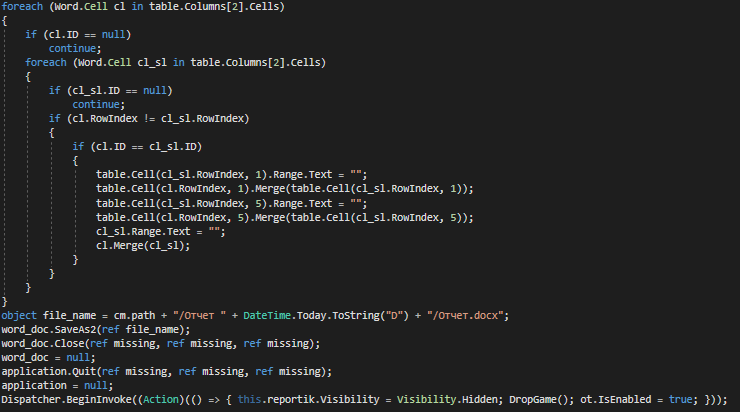 foreach (Word.Cell cl in table.Columns[2].Cells)
{
    if (cl.ID == null)
        continue;
    foreach (Word.Cell cl_sl in table.Columns[2].Cells)
    {
        if (cl_sl.ID == null)
            continue;
        if (cl.RowIndex != cl_sl.RowIndex)
        {
            if (cl.ID == cl_sl.ID)
            {
                table.Cell(cl_sl.RowIndex, 1).Range.Text = "";
                table.Cell(cl.RowIndex, 1).Merge(table.Cell(cl_sl.RowIndex, 1));
                table.Cell(cl_sl.RowIndex, 5).Range.Text = "";
                table.Cell(cl.RowIndex, 5).Merge(table.Cell(cl_sl.RowIndex, 5));
                cl_sl.Range.Text = "";
                cl.Merge(cl_sl);
            }
        }
    }
}
object file_name = cm.path + "/Отчет " + DateTime.Today.ToString("D") + "/Отчет.docx";
word_doc.SaveAs2(ref file_name);
word_doc.Close(ref missing, ref missing, ref missing);
word_doc = null;
application.Quit(ref missing, ref missing, ref missing);
application = null;
Dispatcher.BeginInvoke((Action)(() => { this.reportik.Visibility = Visibility.Hidden; DropGame(); ot.IsEnabled = true; }));